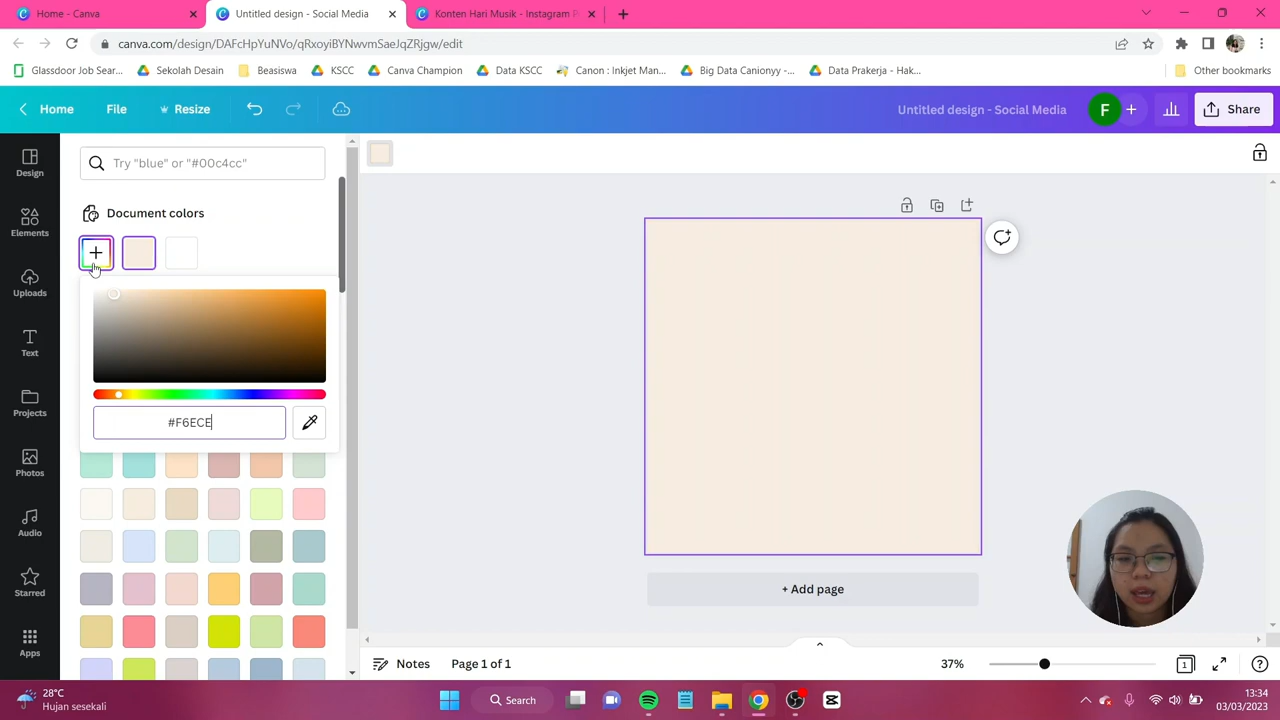 Home - Canva
Untitled design - Social Media
Konten Hari Musik - Instagram P
canva.com/design/DAFcHpYuNVo/qRxoyiBYNwvmSaeJqZRjgw/edit
Glassdoor Job Sear...
Sekolah Desain
Beasiswa
KSCC
Canva Champion
Data KSCC
Canon : Inkjet Man...
Big Data Canionyy -...
Data Prakerja - Hak...
Other bookmarks
Home
File
Resize
Untitled design - Social Media
F
Share
Try "blue" or "#00c4cc"
Design
Document colors
Elements
Uploads
Text
Projects
#F6ECE
Photos
Audio
Starred
Apps
+ Add page
Notes
Page 1 of 1
37%
1
28°C
Hujan sesekali
Search
13:34
03/03/2023